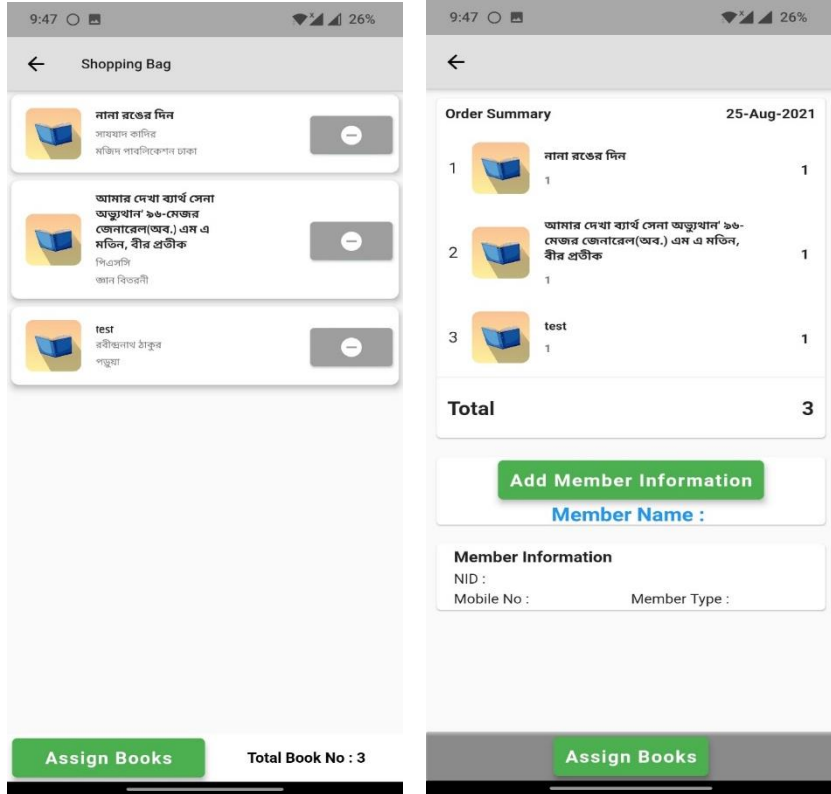 9:47
26%
Shopping Bag
নানা রঙের দিন
সাযযাদ কাদির
মজিদ পাবলিকেশন ঢাকা
আমার দেখা ব্যার্থ সেনা
অভ্যুথান' ৯৬-মেজর
জেনারেল(অব.) এম এ
মতিন, বীর প্রতীক
পিএসসি
জ্ঞান বিতরনী
test
রবীন্দ্রনাথ ঠাকুর
পড়ুয়া
Assign Books
Total Book No : 3
9:47
26%
Order Summary
25-Aug-2021
1
নানা রঙের দিন
1
1
2
আমার দেখা ব্যার্থ সেনা অভ্যুথান' ৯৬-
মেজর জেনারেল(অব.) এম এ মতিন,
বীর প্রতীক
1
1
3
test
1
1
Total
3
Add Member Information
Member Name :
Member Information
NID :
Mobile No :
Member Type :
Assign Books